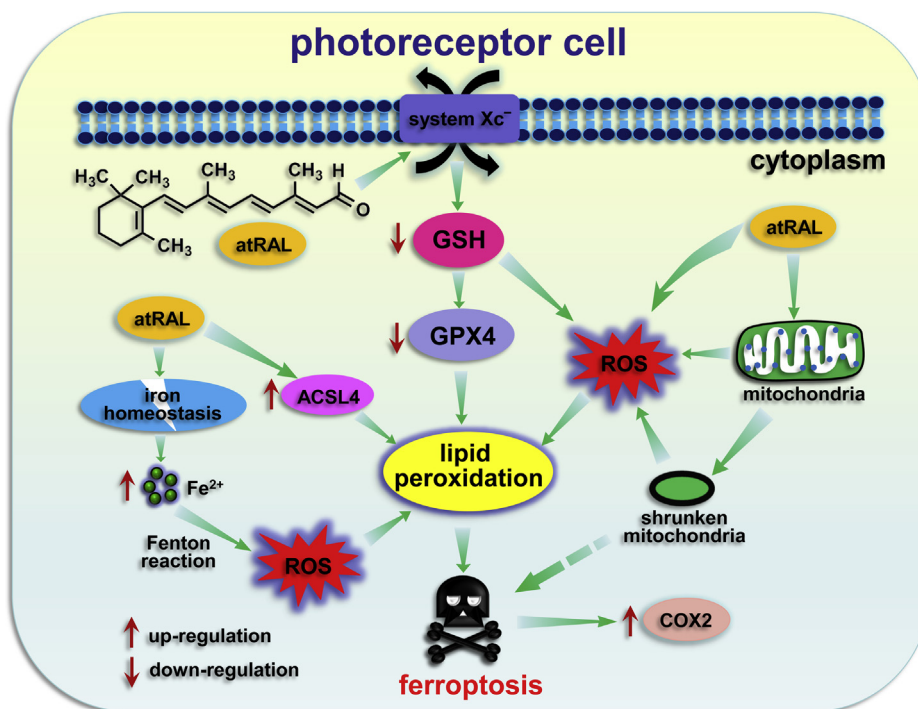 photoreceptor cell
system Xc⁻
cytoplasm
H₃C
CH₃
CH₃
CH₃
H
O
CH₃
atRAL
GSH
atRAL
atRAL
GPX4
ROS
iron
homeostasis
ACSL4
mitochondria
lipid
peroxidation
Fe²⁺
shrunken
mitochondria
Fenton
reaction
ROS
COX2
up-regulation
down-regulation
ferroptosis